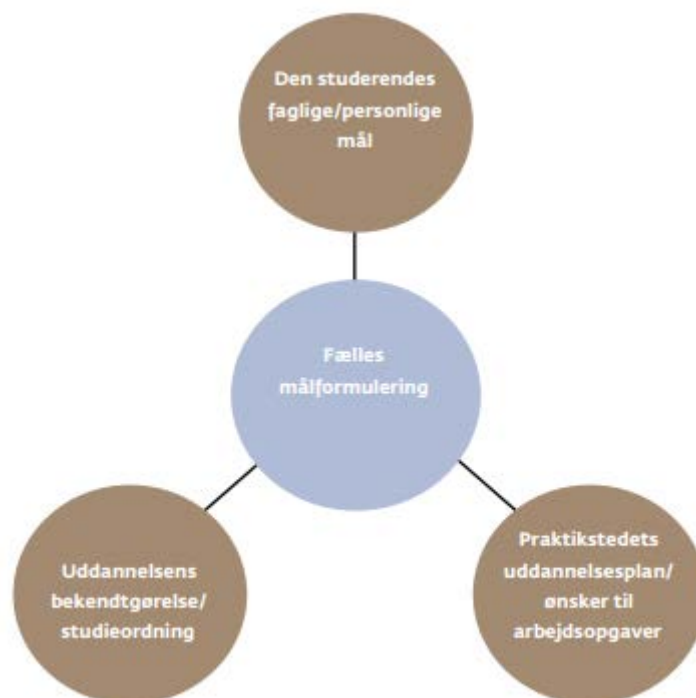 Den studerendes
faglige/personlige
mål
Fælles
målformulering
Uddannelsens
bekendtgørelse/
studieordning
Praktikstedets
uddannelsesplan/
ønsker til
arbejdsopgaver